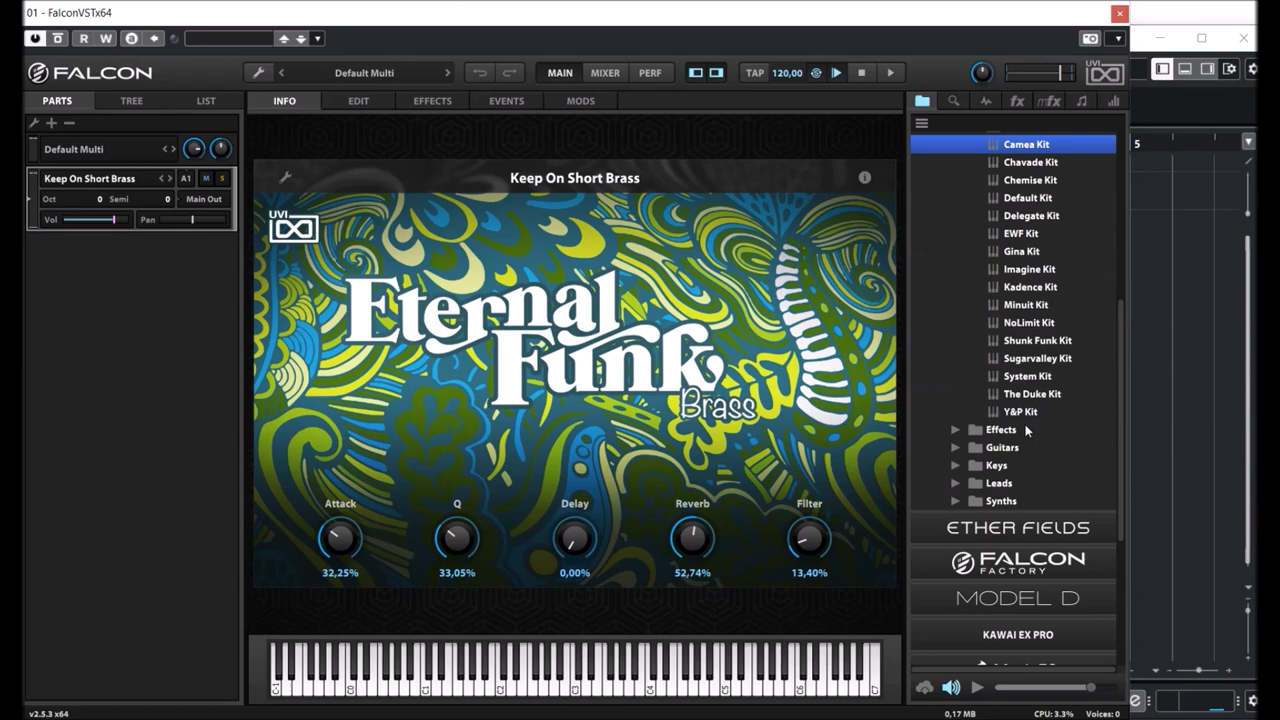 01 - FalconVSTx64
R W a
FALCON
Default Multi
MAIN MIXER PERF
TAP 120,00
UVI
PARTS TREE LIST
INFO EDIT EFFECTS EVENTS MODS
fx mfx
Default Multi
Keep On Short Brass A1 M S
Oct 0 Semi 0 Main Out
Vol Pan
Keep On Short Brass
UVI
Eternal
Funk
Brass
Attack Q Delay Reverb Filter
32,25% 33,05% 0,00% 52,74% 13,40%
Camea Kit
Chavade Kit
Chemise Kit
Default Kit
Delegate Kit
EWF Kit
Gina Kit
Imagine Kit
Kadence Kit
Minuit Kit
NoLimit Kit
Shunk Funk Kit
Sugarvalley Kit
System Kit
The Duke Kit
Y&P Kit
Effects
Guitars
Keys
Leads
Synths
ETHER FIELDS
FALCON
FACTORY
MODEL D
KAWAI EX PRO
5
v2.5.3 x64
0,17 MB CPU: 3.3% Voices: 0